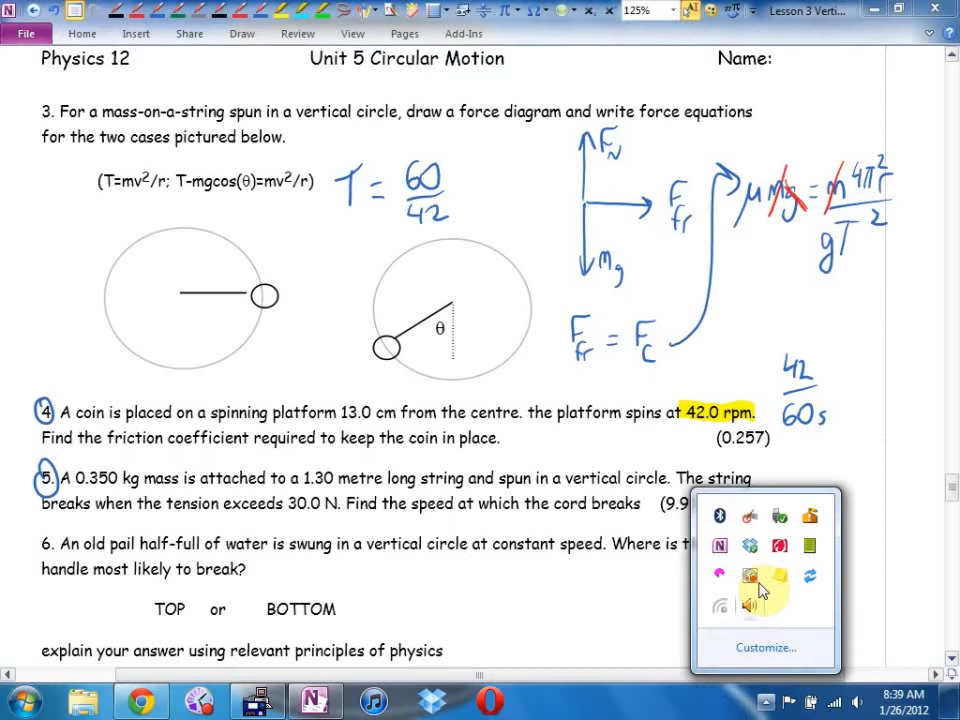 125%
Lesson 3 Verti...
File Home Insert Share Draw Review View Pages Add-Ins
Physics 12 Unit 5 Circular Motion Name:
3. For a mass-on-a-string spun in a vertical circle, draw a force diagram and write force equations
for the two cases pictured below.
(T=mv²/r; T-mgcos(θ)=mv²/r)
T = 60/42
F_N
F_fr
mg
μmg = m4π²r/gT²
F_fr = F_C
θ
42/60s
4. A coin is placed on a spinning platform 13.0 cm from the centre. the platform spins at 42.0 rpm.
Find the friction coefficient required to keep the coin in place. (0.257)
5. A 0.350 kg mass is attached to a 1.30 metre long string and spun in a vertical circle. The string
breaks when the tension exceeds 30.0 N. Find the speed at which the cord breaks (9.9
6. An old pail half-full of water is swung in a vertical circle at constant speed. Where is t
handle most likely to break?
TOP or BOTTOM
explain your answer using relevant principles of physics
Customize...
8:39 AM
1/26/2012